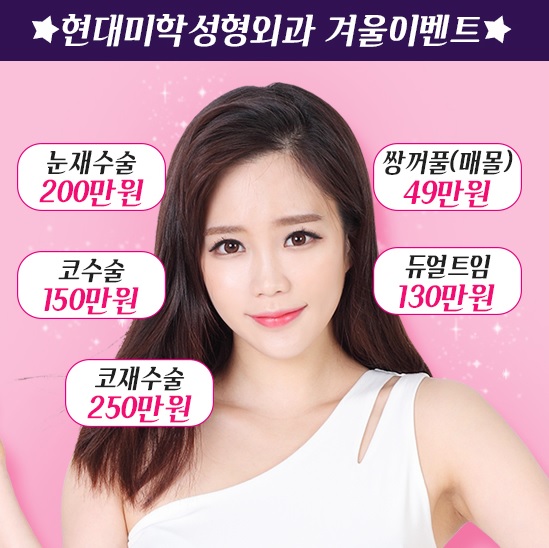 ★현대미학성형외과 겨울이벤트★
눈재수술
200만원
쌍꺼풀(매몰)
49만원
코수술
150만원
듀얼트임
130만원
코재수술
250만원